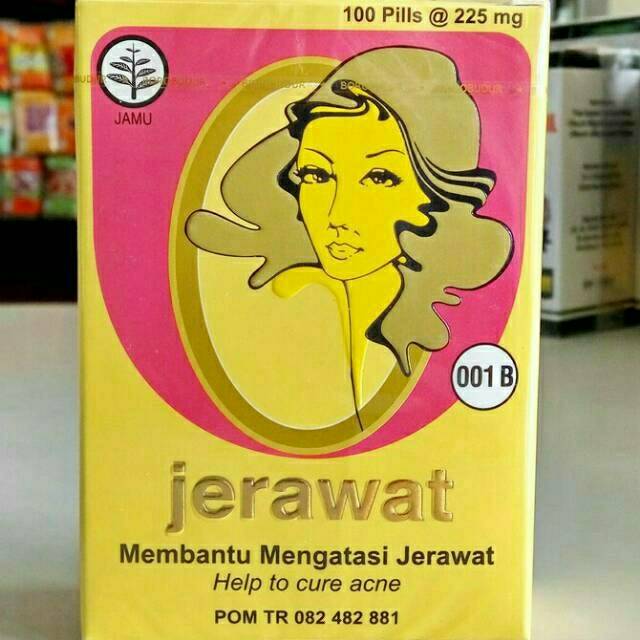 100 Pills @ 225 mg
BOROBUDUR
JAMU
001 B
jerawat
Membantu Mengatasi Jerawat
Help to cure acne
POM TR 082 482 881